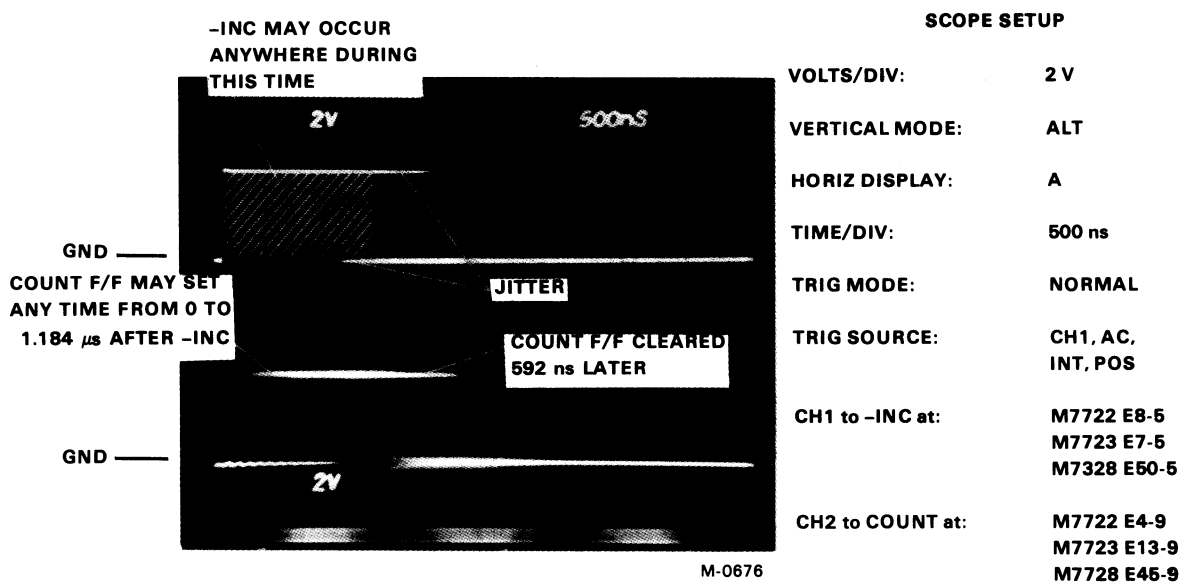 –INC MAY OCCUR
ANYWHERE DURING
THIS TIME
2V
500nS
GND
COUNT F/F MAY SET
ANY TIME FROM 0 TO
1.184 μs AFTER –INC
JITTER
COUNT F/F CLEARED
592 ns LATER
GND
2V
M-0676
SCOPE SETUP
VOLTS/DIV: 2 V
VERTICAL MODE: ALT
HORIZ DISPLAY: A
TIME/DIV: 500 ns
TRIG MODE: NORMAL
TRIG SOURCE: CH1, AC,
INT, POS
CH1 to –INC at: M7722 E8-5
M7723 E7-5
M7328 E50-5
CH2 to COUNT at: M7722 E4-9
M7723 E13-9
M7728 E45-9